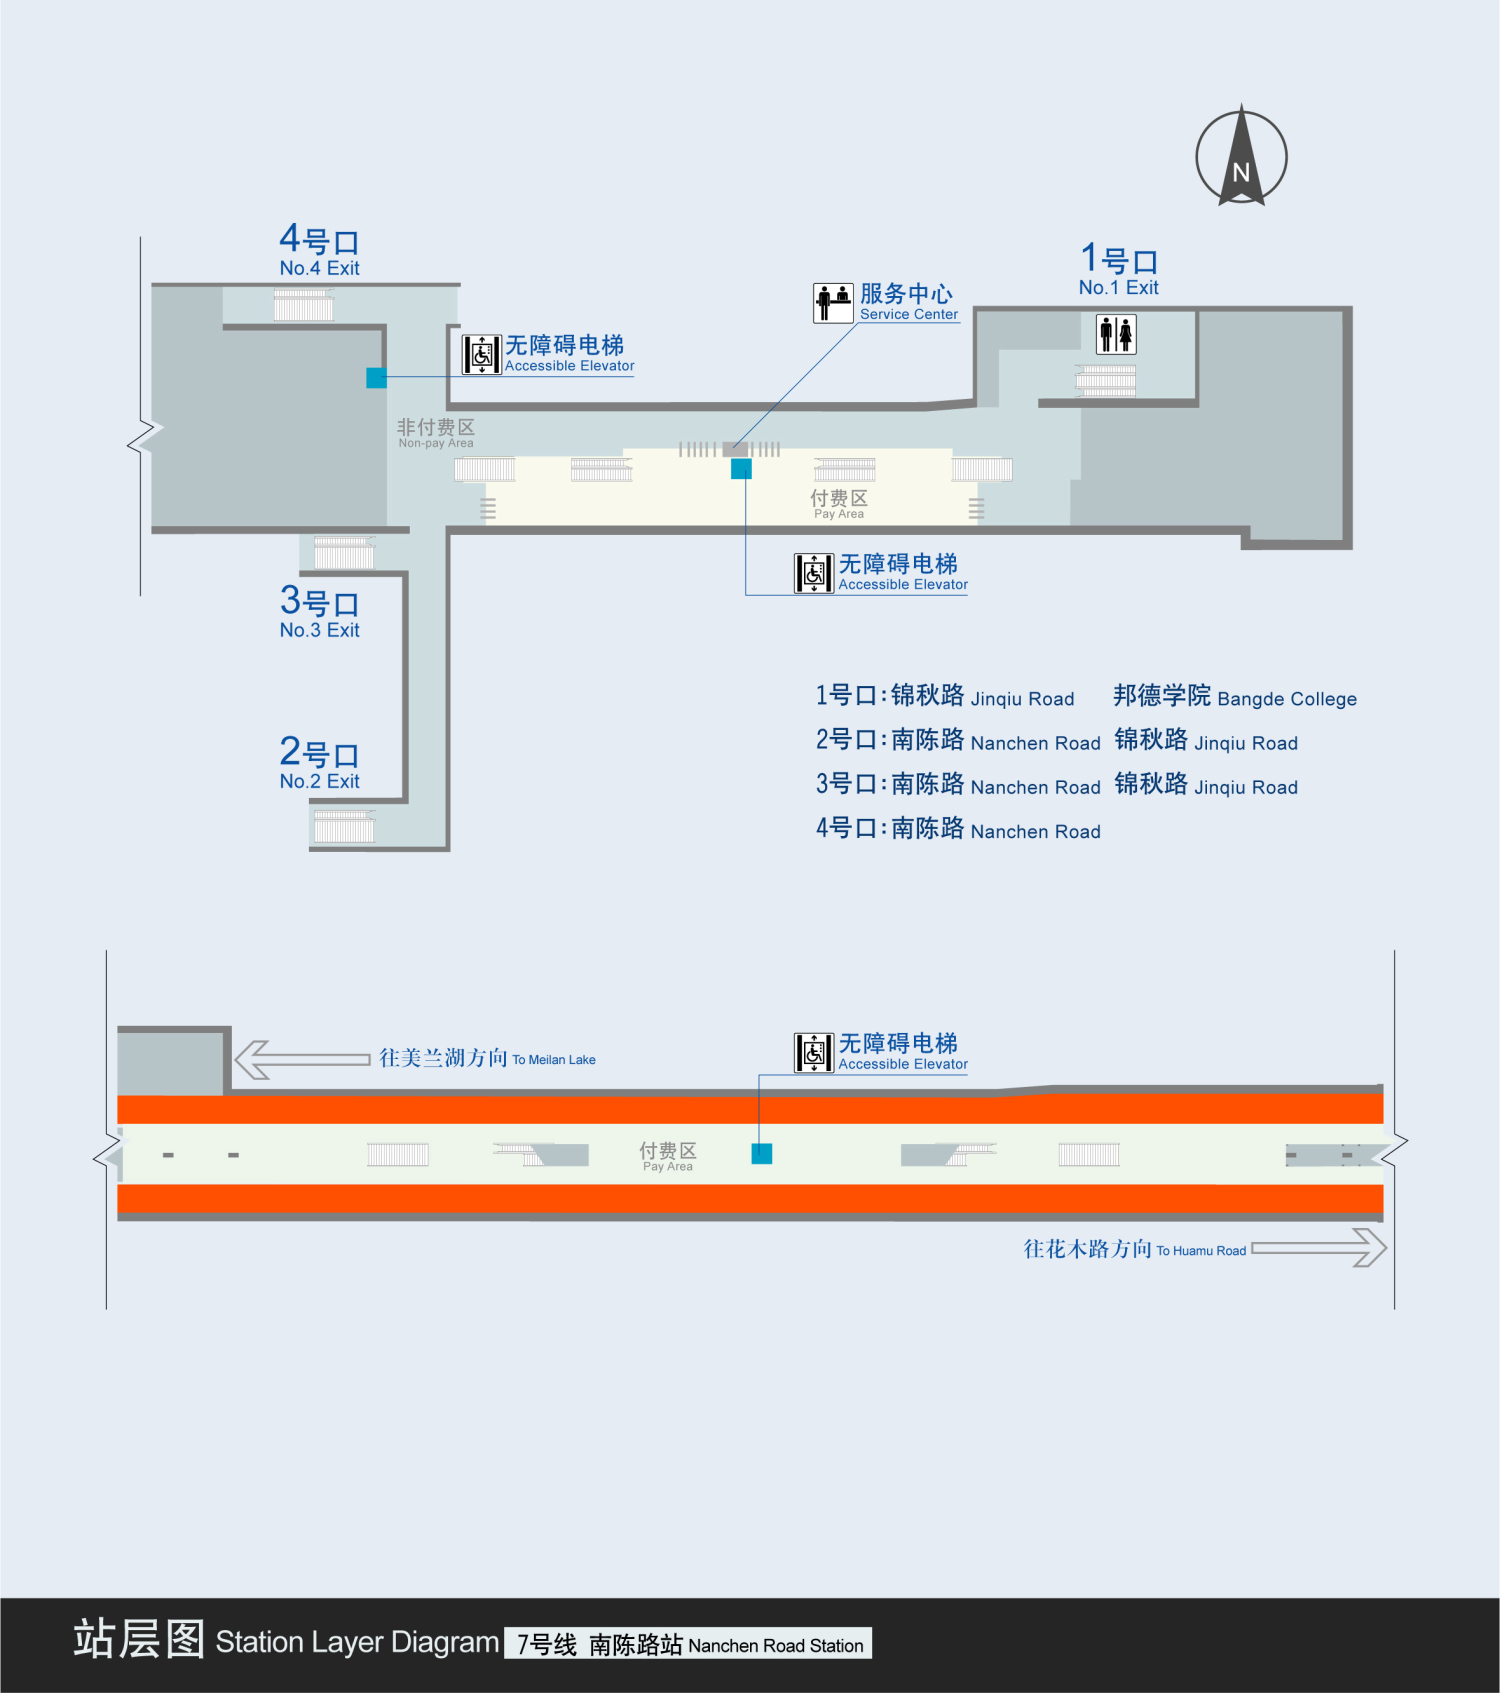 N
4号口
No.4 Exit
1号口
No.1 Exit
服务中心
Service Center
无障碍电梯
Accessible Elevator
非付费区
Non-pay Area
付费区
Pay Area
无障碍电梯
Accessible Elevator
3号口
No.3 Exit
2号口
No.2 Exit
1号口:锦秋路 Jinqiu Road 邦德学院 Bangde College
2号口:南陈路 Nanchen Road 锦秋路 Jinqiu Road
3号口:南陈路 Nanchen Road 锦秋路 Jinqiu Road
4号口:南陈路 Nanchen Road
无障碍电梯
Accessible Elevator
往美兰湖方向 To Meilan Lake
付费区
Pay Area
往花木路方向 To Huamu Road
站层图 Station Layer Diagram 7号线 南陈路站 Nanchen Road Station